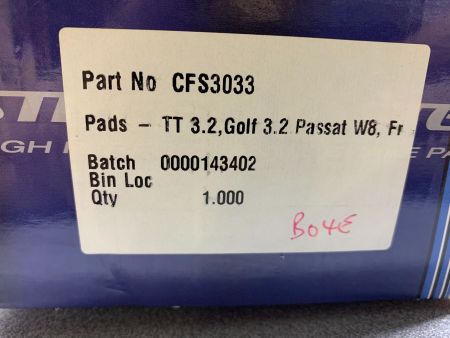 Part No CFS3033
Pads - TT 3.2,Golf 3.2 Passat W8, Fr
Batch 0000143402
Bin Loc
Qty 1.000
B04E